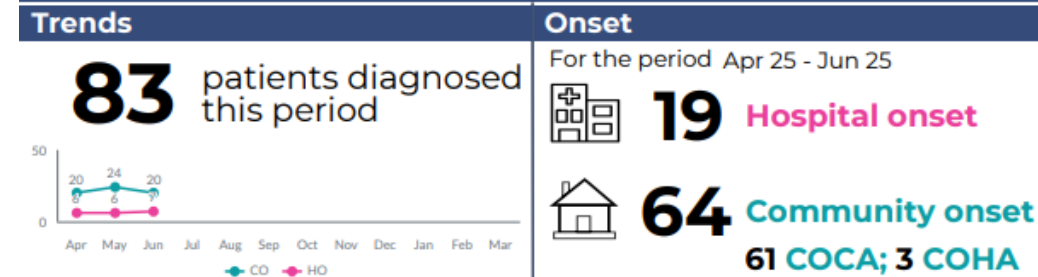 Trends
83 patients diagnosed
this period
50
20 24 20
6 6 7
0
Apr May Jun Jul Aug Sep Oct Nov Dec Jan Feb Mar
CO HO
Onset
For the period Apr 25 - Jun 25
19 Hospital onset
64 Community onset
61 COCA; 3 COHA